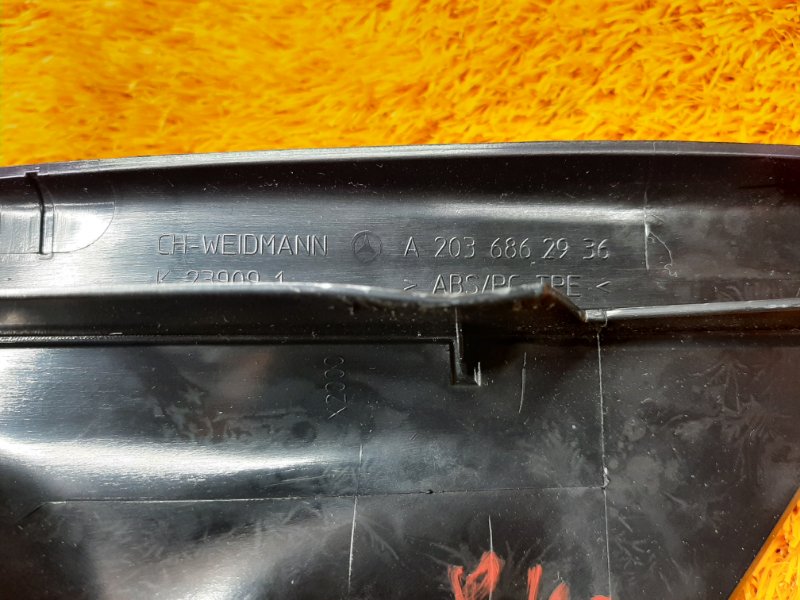 CH-WEIDMANN A 203 686 29 36
K 23909 1 > ABS/PC TPE <